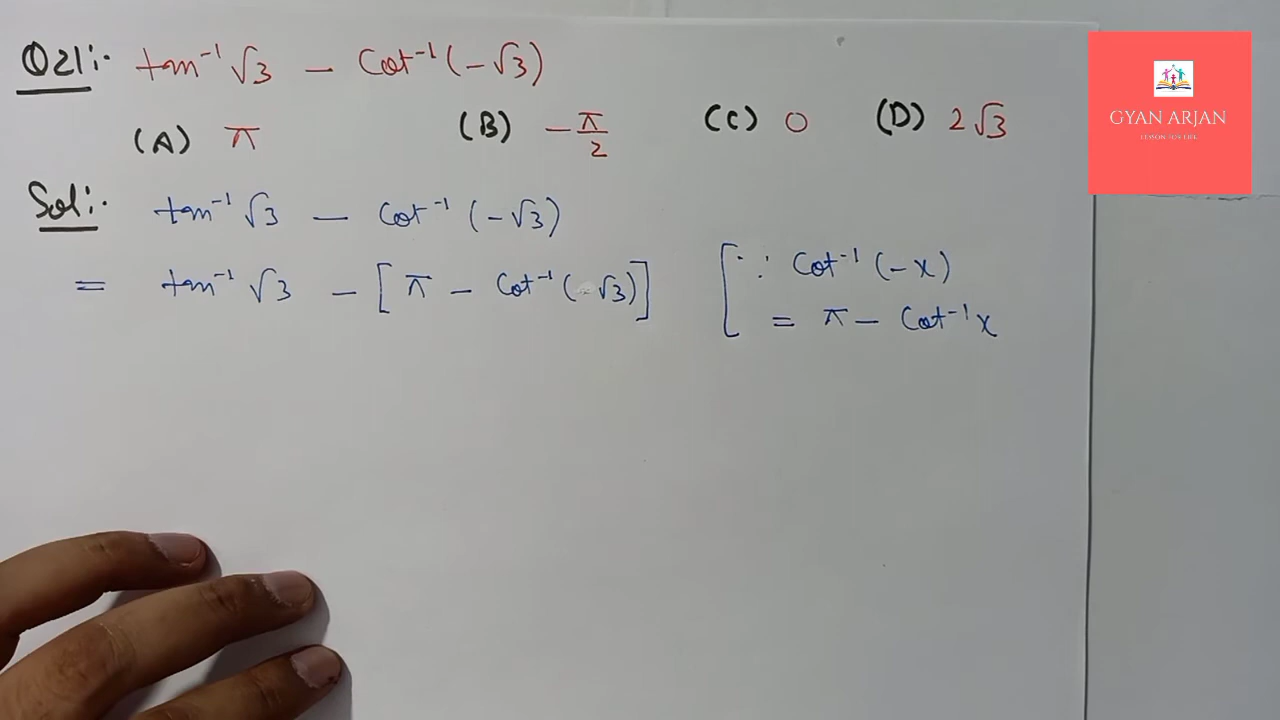 Q21:- tan⁻¹√3 – Cot⁻¹(-√3)
(A) π (B) -π/2 (C) 0 (D) 2√3
Sol:- tan⁻¹√3 – Cot⁻¹(-√3)
= tan⁻¹√3 – [π – Cot⁻¹(√3)] [∵ Cot⁻¹(-x)
= π – Cot⁻¹x
GYAN ARJAN